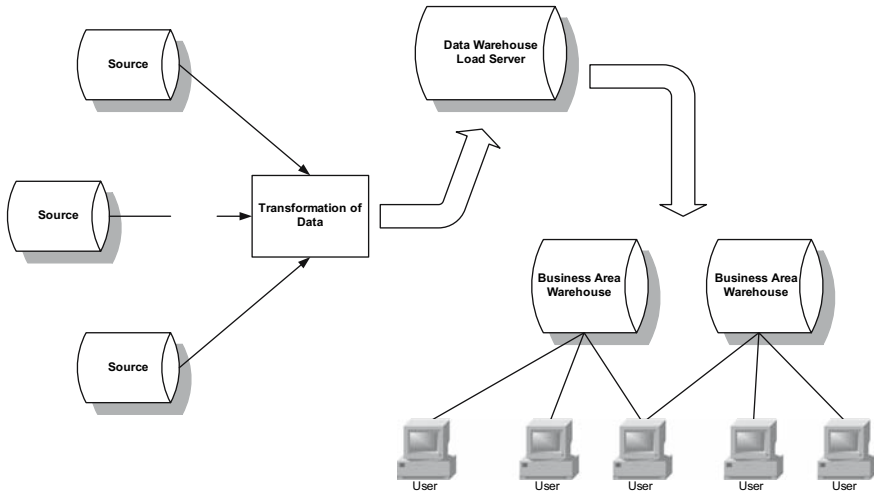 Source
Source
Source
Transformation of
Data
Data Warehouse
Load Server
Business Area
Warehouse
Business Area
Warehouse
User
User
User
User
User